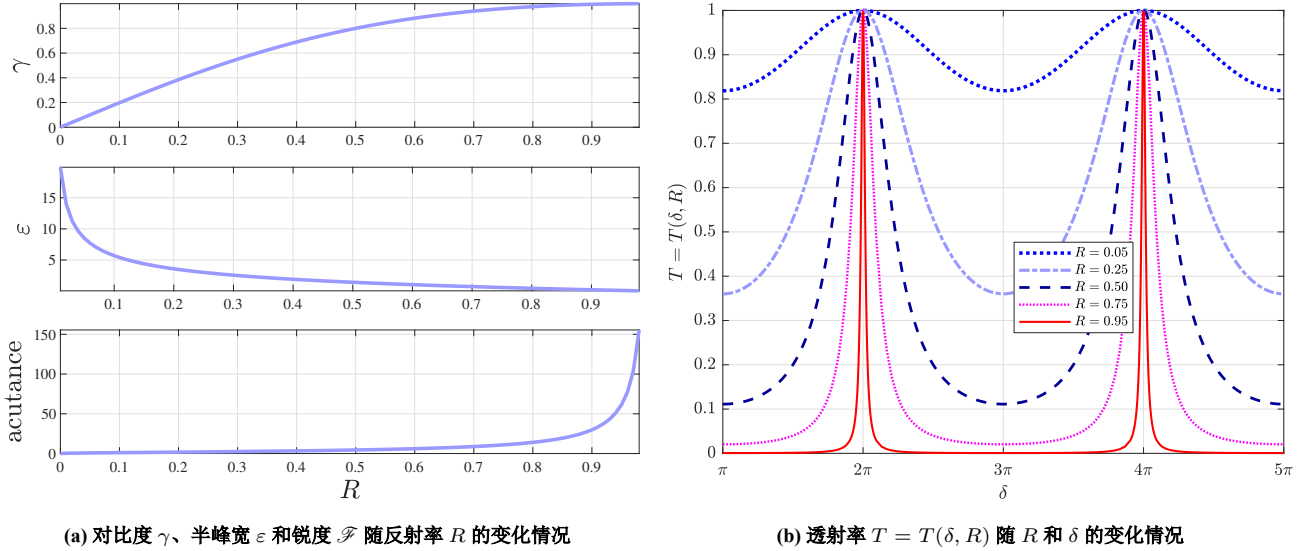 0.8
0.6
0.4
0.2
0
γ
0 0.1 0.2 0.3 0.4 0.5 0.6 0.7 0.8 0.9
15
10
5
ε
0.1 0.2 0.3 0.4 0.5 0.6 0.7 0.8 0.9
150
100
50
0
acutance
0 0.1 0.2 0.3 0.4 0.5 0.6 0.7 0.8 0.9
R
(a) 对比度 γ、半峰宽 ε 和锐度 ℱ 随反射率 R 的变化情况
1
0.9
0.8
0.7
0.6
0.5
0.4
0.3
0.2
0.1
0
T = T(δ, R)
R = 0.05
R = 0.25
R = 0.50
R = 0.75
R = 0.95
π 2π 3π 4π 5π
δ
(b) 透射率 T = T(δ, R) 随 R 和 δ 的变化情况